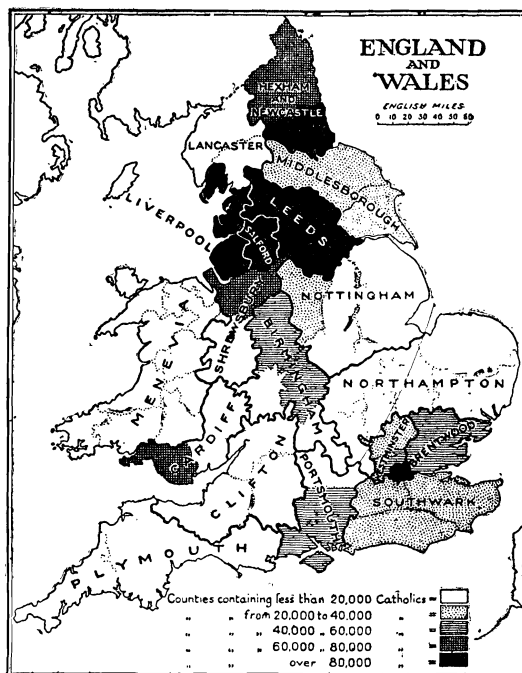 ENGLAND
AND
WALES
ENGLISH MILES
0 10 20 30 40 50 60
HEXHAM
AND
NEWCASTLE
LANCASTER
MIDDLESBOROUGH
LIVERPOOL
LEEDS
SALFORD
NOTTINGHAM
SHREWSBURY
BIRMINGHAM
MENEVIA
NORTHAMPTON
CARDIFF
WESTMINSTER
BRENTWOOD
CLIFTON
PORTSMOUTH
SOUTHWARK
PLYMOUTH
Counties containing less than 20,000 Catholics =
" " from 20,000 to 40,000 " =
" " " 40,000 " 60,000 " =
" " " 60,000 " 80,000 " =
" " over 80,000 " =